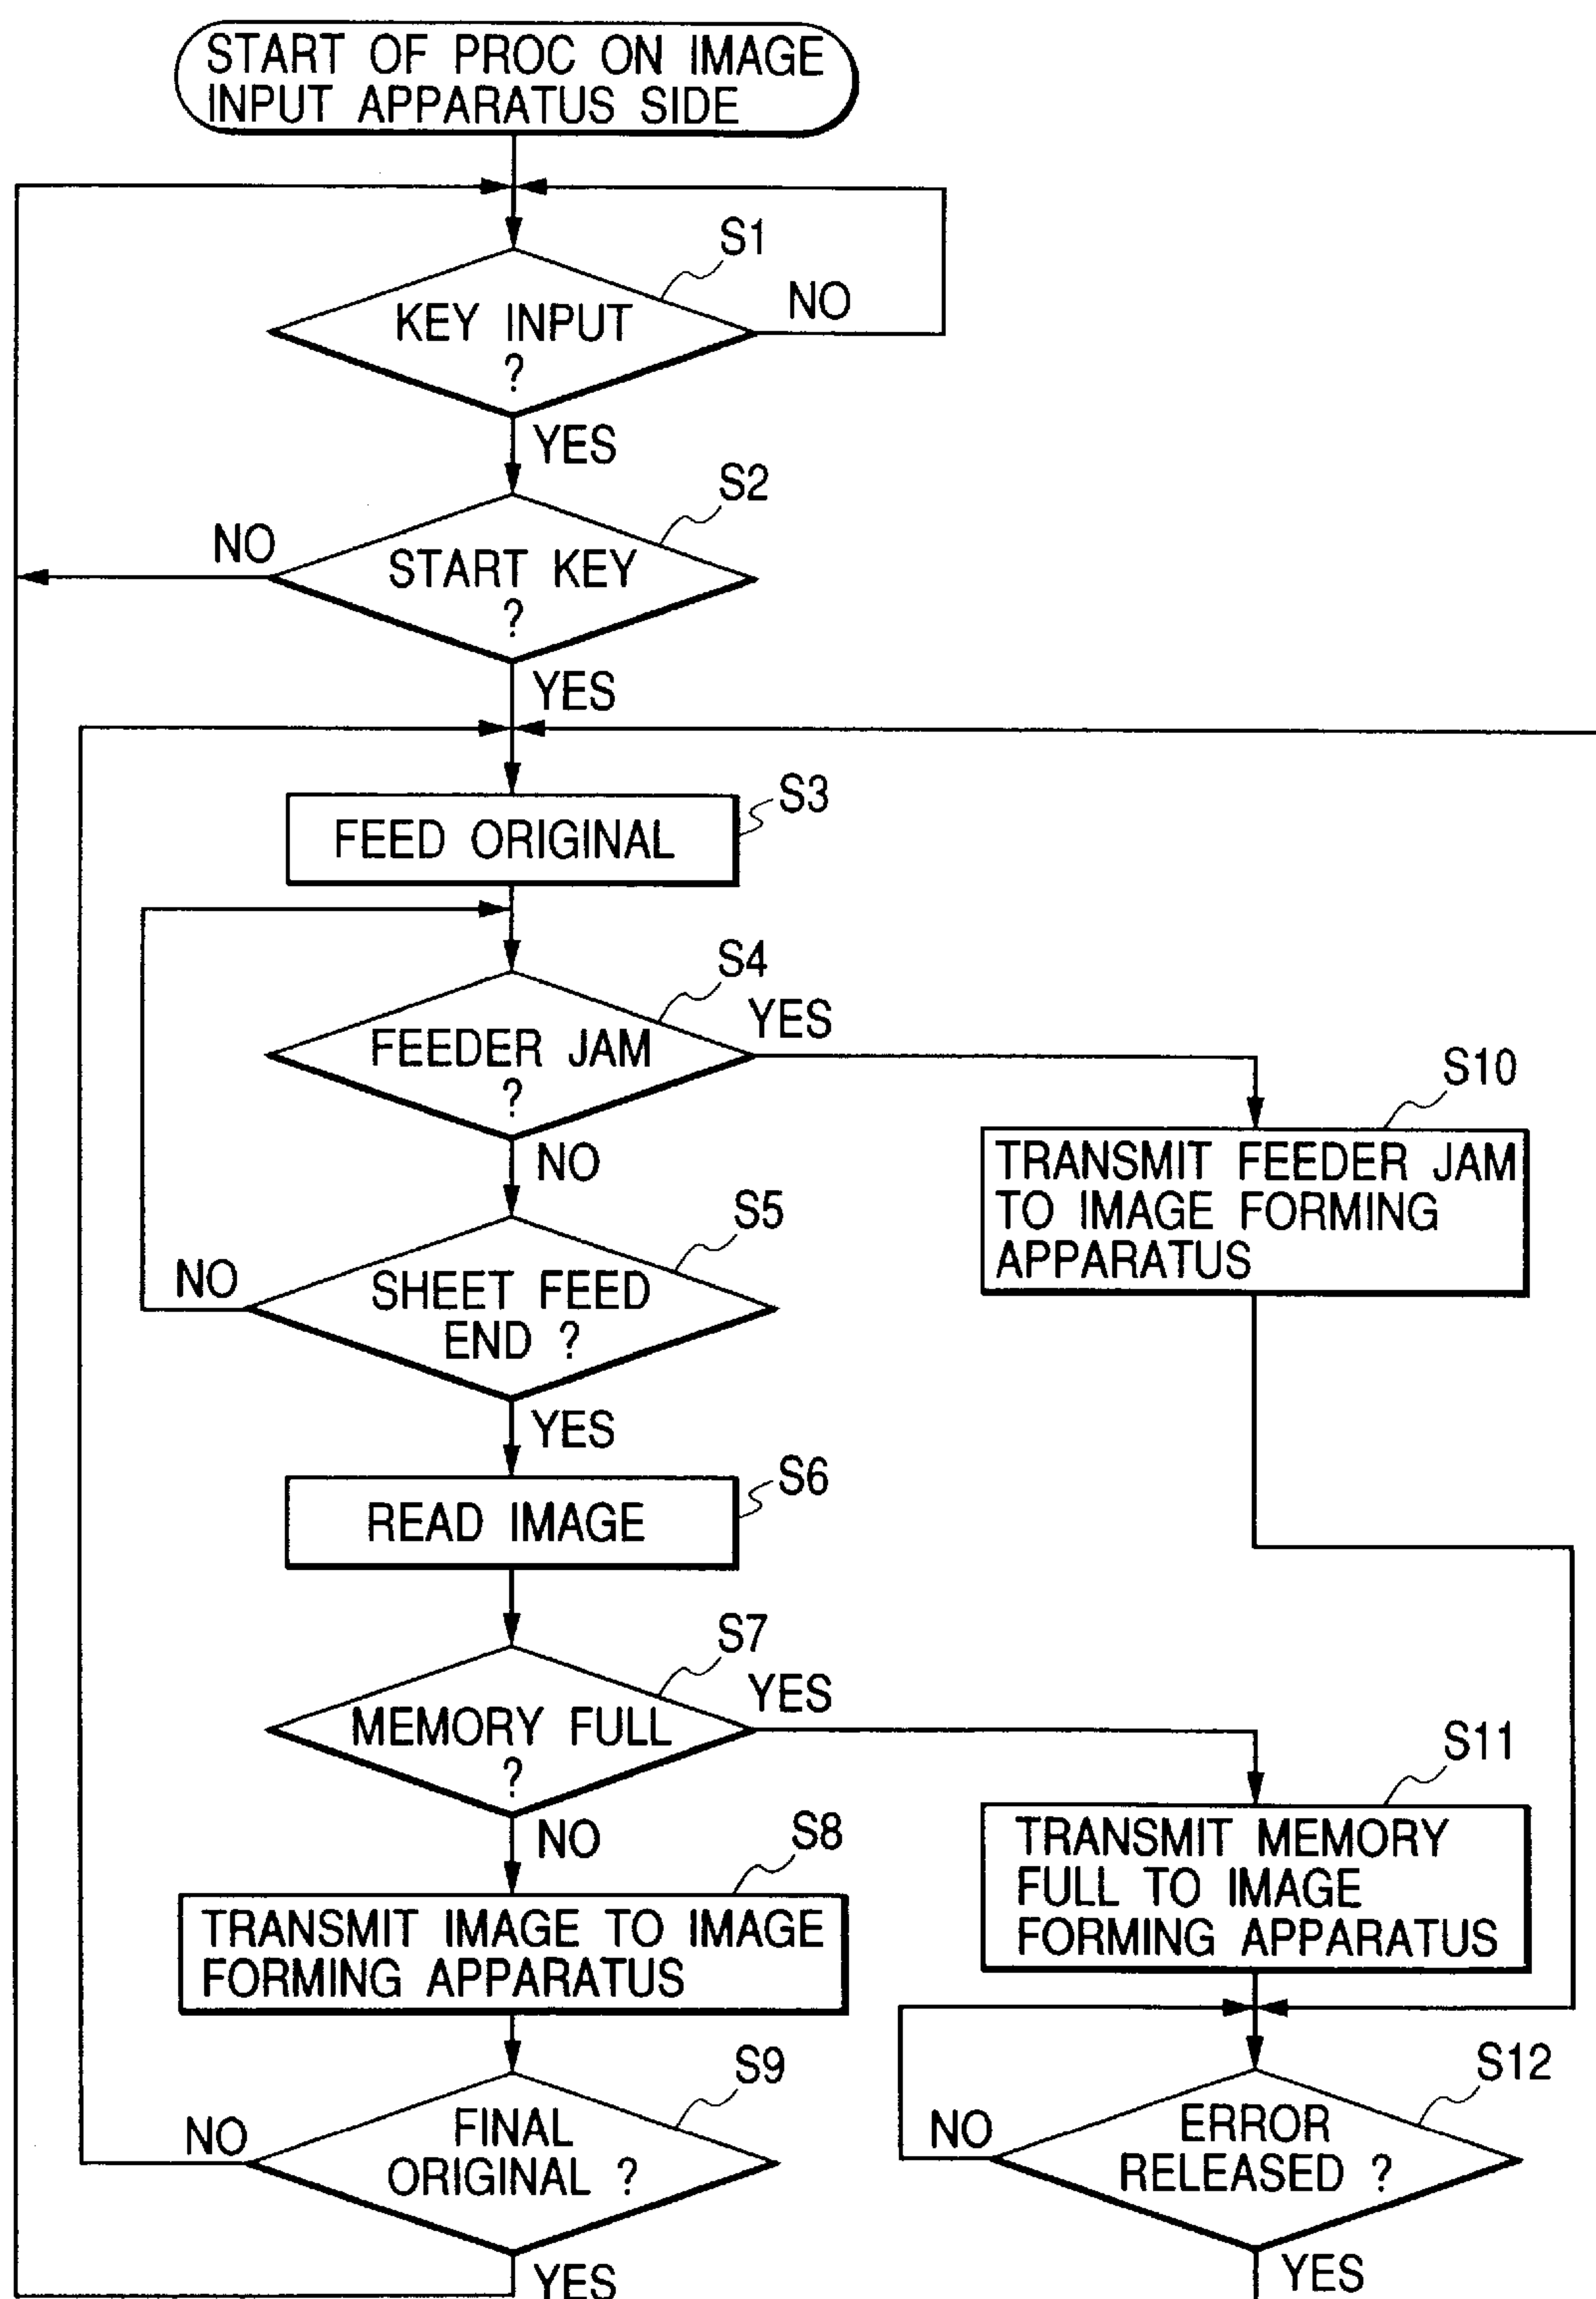 START OF PROC ON IMAGE
INPUT APPARATUS SIDE
S1
KEY INPUT
?
NO
YES
S2
NO
START KEY
?
YES
S3
FEED ORIGINAL
S4
YES
FEEDER JAM
?
NO
S10
TRANSMIT FEEDER JAM
TO IMAGE FORMING
APPARATUS
S5
NO
SHEET FEED
END ?
YES
S6
READ IMAGE
S7
YES
MEMORY FULL
?
NO
S11
TRANSMIT MEMORY
FULL TO IMAGE
FORMING APPARATUS
S8
TRANSMIT IMAGE TO IMAGE
FORMING APPARATUS
S9
NO
FINAL
ORIGINAL ?
YES
S12
NO
ERROR
RELEASED ?
YES